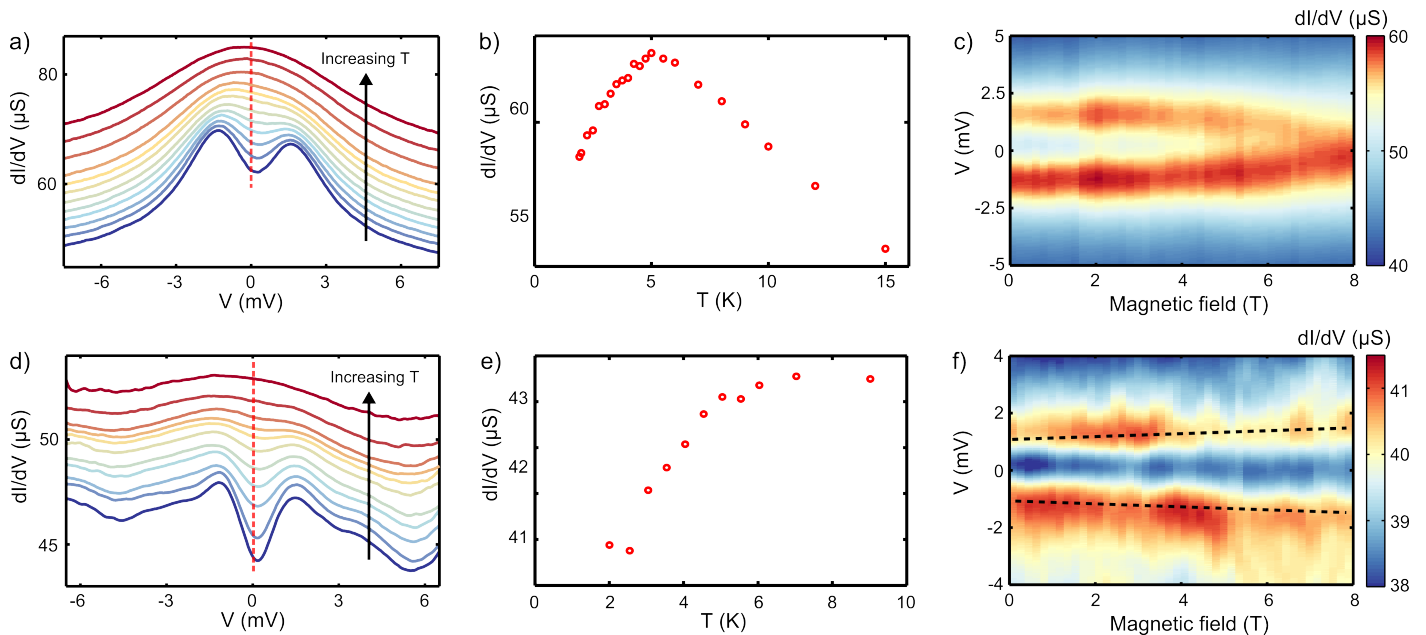 a)
Increasing T
80
60
dI/dV (µS)
-6 -3 0 3 6
V (mV)
b)
60
55
dI/dV (µS)
0 5 10 15
T (K)
c)
dI/dV (µS)
5
2.5
0
-2.5
-5
V (mV)
0 2 4 6 8
Magnetic field (T)
60
50
40
d)
Increasing T
50
45
dI/dV (µS)
-6 -3 0 3 6
V (mV)
e)
43
42
41
dI/dV (µS)
0 2 4 6 8 10
T (K)
f)
dI/dV (µS)
4
2
0
-2
-4
V (mV)
0 2 4 6 8
Magnetic field (T)
41
40
39
38